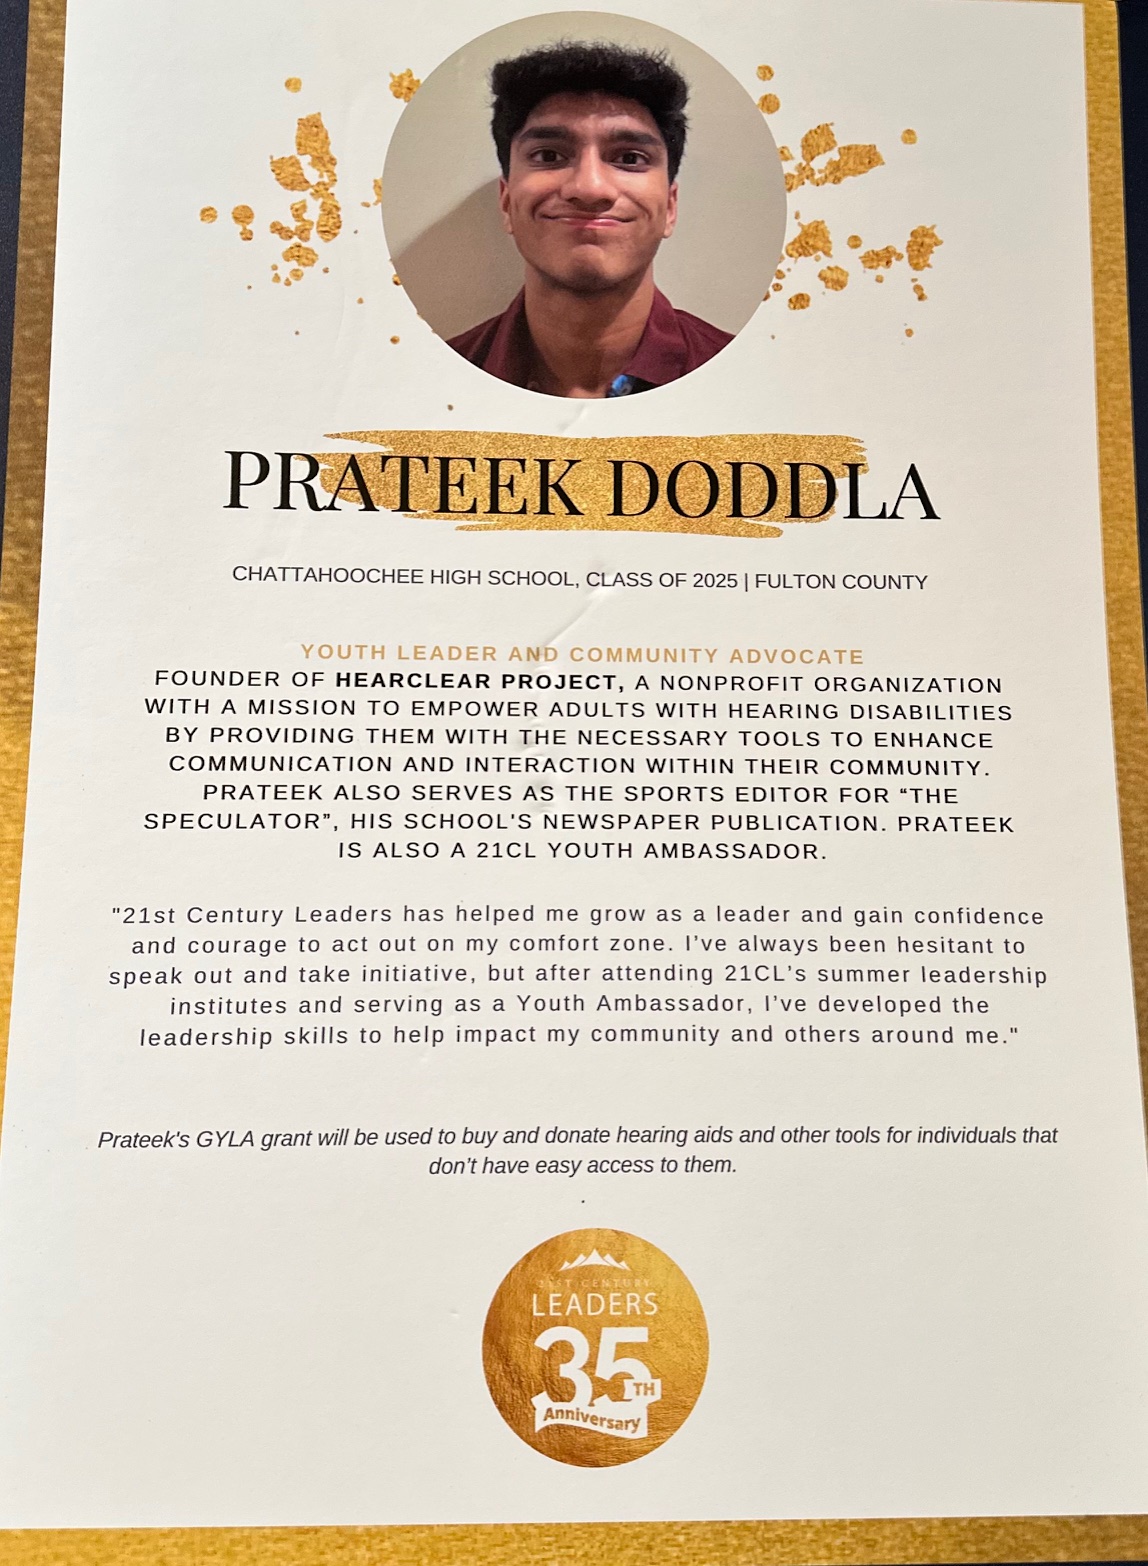 PRATEEK DODDLA
CHATTAHOOCHEE HIGH SCHOOL, CLASS OF 2025 | FULTON COUNTY
YOUTH LEADER AND COMMUNITY ADVOCATE
FOUNDER OF HEARCLEAR PROJECT, A NONPROFIT ORGANIZATION
WITH A MISSION TO EMPOWER ADULTS WITH HEARING DISABILITIES
BY PROVIDING THEM WITH THE NECESSARY TOOLS TO ENHANCE
COMMUNICATION AND INTERACTION WITHIN THEIR COMMUNITY.
PRATEEK ALSO SERVES AS THE SPORTS EDITOR FOR “THE
SPECULATOR”, HIS SCHOOL'S NEWSPAPER PUBLICATION. PRATEEK
IS ALSO A 21CL YOUTH AMBASSADOR.
"21st Century Leaders has helped me grow as a leader and gain confidence
and courage to act out on my comfort zone. I’ve always been hesitant to
speak out and take initiative, but after attending 21CL’s summer leadership
institutes and serving as a Youth Ambassador, I’ve developed the
leadership skills to help impact my community and others around me."
Prateek's GYLA grant will be used to buy and donate hearing aids and other tools for individuals that
don’t have easy access to them.
.
21ST CENTURY
LEADERS
35TH
Anniversary